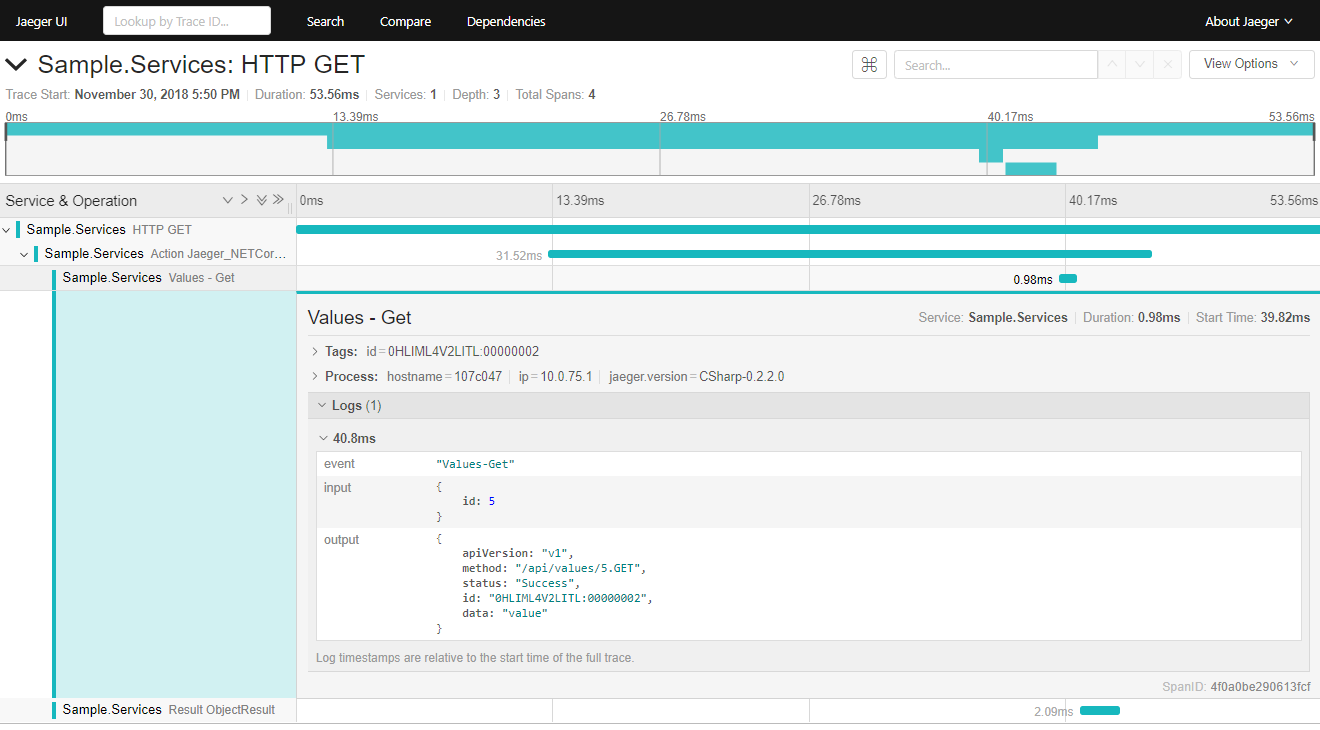 Jaeger UI Lookup by Trace ID... Search Compare Dependencies About Jaeger
Sample.Services: HTTP GET Search... View Options
Trace Start: November 30, 2018 5:50 PM Duration: 53.56ms Services: 1 Depth: 3 Total Spans: 4
0ms 13.39ms 26.78ms 40.17ms 53.56ms
Service & Operation 0ms 13.39ms 26.78ms 40.17ms 53.56ms
Sample.Services HTTP GET
Sample.Services Action Jaeger_NETCor... 31.52ms
Sample.Services Values - Get 0.98ms
Values - Get Service: Sample.Services Duration: 0.98ms Start Time: 39.82ms
Tags: id=0HLIML4V2LITL:00000002
Process: hostname=107c047 ip=10.0.75.1 jaeger.version=CSharp-0.2.2.0
Logs (1)
40.8ms
event "Values-Get"
input {
id: 5
}
output {
apiVersion: "v1",
method: "/api/values/5.GET",
status: "Success",
id: "0HLIML4V2LITL:00000002",
data: "value"
}
Log timestamps are relative to the start time of the full trace.
SpanID: 4f0a0be290613fcf
Sample.Services Result ObjectResult 2.09ms